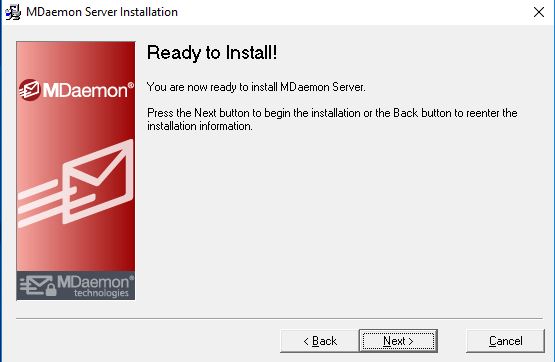 MDaemon Server Installation
Ready to Install!
MDaemon®
You are now ready to install MDaemon Server.
Press the Next button to begin the installation or the Back button to reenter the
installation information.
MDaemon®
technologies
< Back
Next >
Cancel